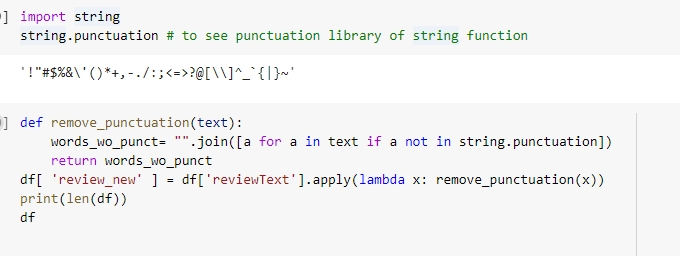 ] import string
string.punctuation # to see punctuation library of string function
'!"#$%&\'()*+,-./:;<=>?@[\\]^_`{|}~'
] def remove_punctuation(text):
words_wo_punct= "".join([a for a in text if a not in string.punctuation])
return words_wo_punct
df[ 'review_new' ] = df['reviewText'].apply(lambda x: remove_punctuation(x))
print(len(df))
df